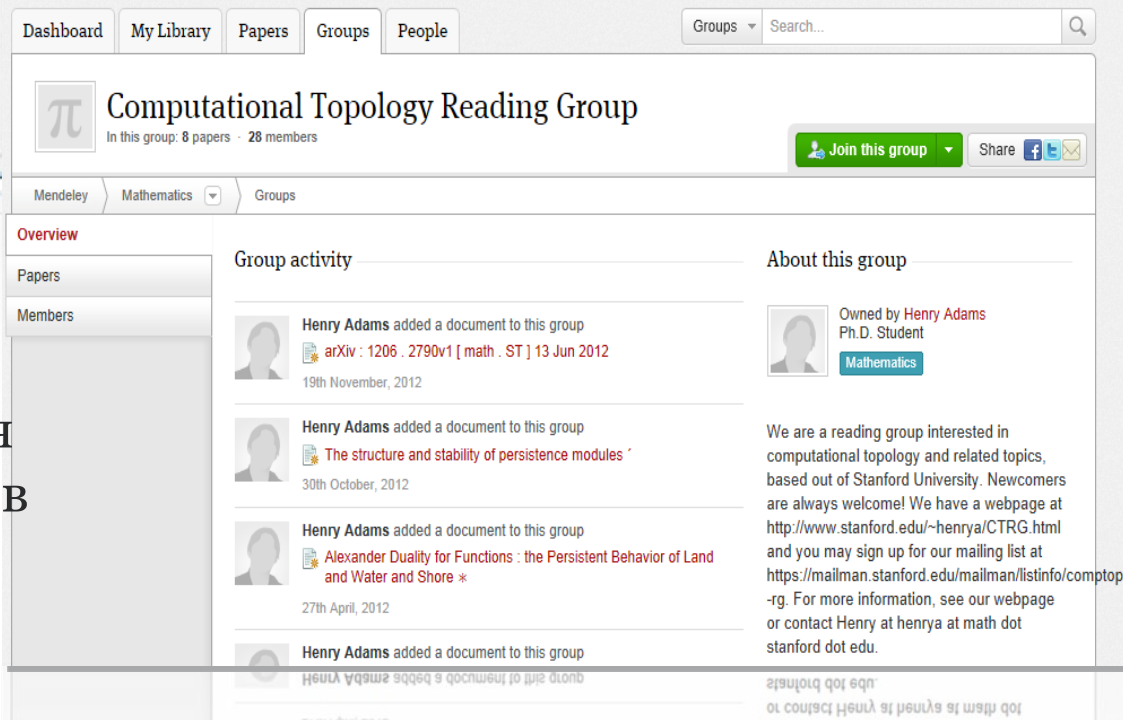 Dashboard My Library Papers Groups People
Groups Search...
Computational Topology Reading Group
In this group: 8 papers · 28 members
Join this group Share
Mendeley Mathematics Groups
Overview
Papers
Members
Group activity
Henry Adams added a document to this group
arXiv : 1206 . 2790v1 [ math . ST ] 13 Jun 2012
19th November, 2012
Henry Adams added a document to this group
The structure and stability of persistence modules ´
30th October, 2012
Henry Adams added a document to this group
Alexander Duality for Functions : the Persistent Behavior of Land
and Water and Shore ∗
27th April, 2012
Henry Adams added a document to this group
About this group
Owned by Henry Adams
Ph.D. Student
Mathematics
We are a reading group interested in
computational topology and related topics,
based out of Stanford University. Newcomers
are always welcome! We have a webpage at
http://www.stanford.edu/~henrya/CTRG.html
and you may sign up for our mailing list at
https://mailman.stanford.edu/mailman/listinfo/comptop
-rg. For more information, see our webpage
or contact Henry at henrya at math dot
stanford dot edu.
в